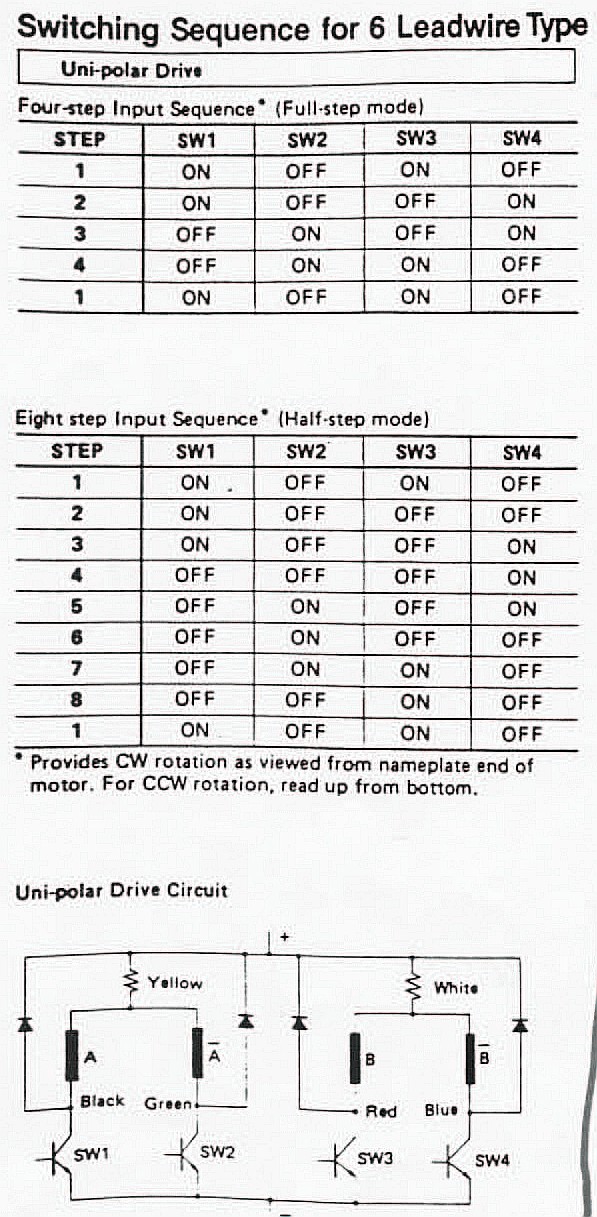 Switching Sequence for 6 Leadwire Type
Uni-polar Drive
Four-step Input Sequence* (Full-step mode)
STEP SW1 SW2 SW3 SW4
1 ON OFF ON OFF
2 ON OFF OFF ON
3 OFF ON OFF ON
4 OFF ON ON OFF
1 ON OFF ON OFF
Eight step Input Sequence* (Half-step mode)
STEP SW1 SW2 SW3 SW4
1 ON OFF ON OFF
2 ON OFF OFF OFF
3 ON OFF OFF ON
4 OFF OFF OFF ON
5 OFF ON OFF ON
6 OFF ON OFF OFF
7 OFF ON ON OFF
8 OFF OFF ON OFF
1 ON OFF ON OFF
* Provides CW rotation as viewed from nameplate end of
motor. For CCW rotation, read up from bottom.
Uni-polar Drive Circuit
+
Yellow White
A A̅ B B̅
Black Green Red Blue
SW1 SW2 SW3 SW4
–